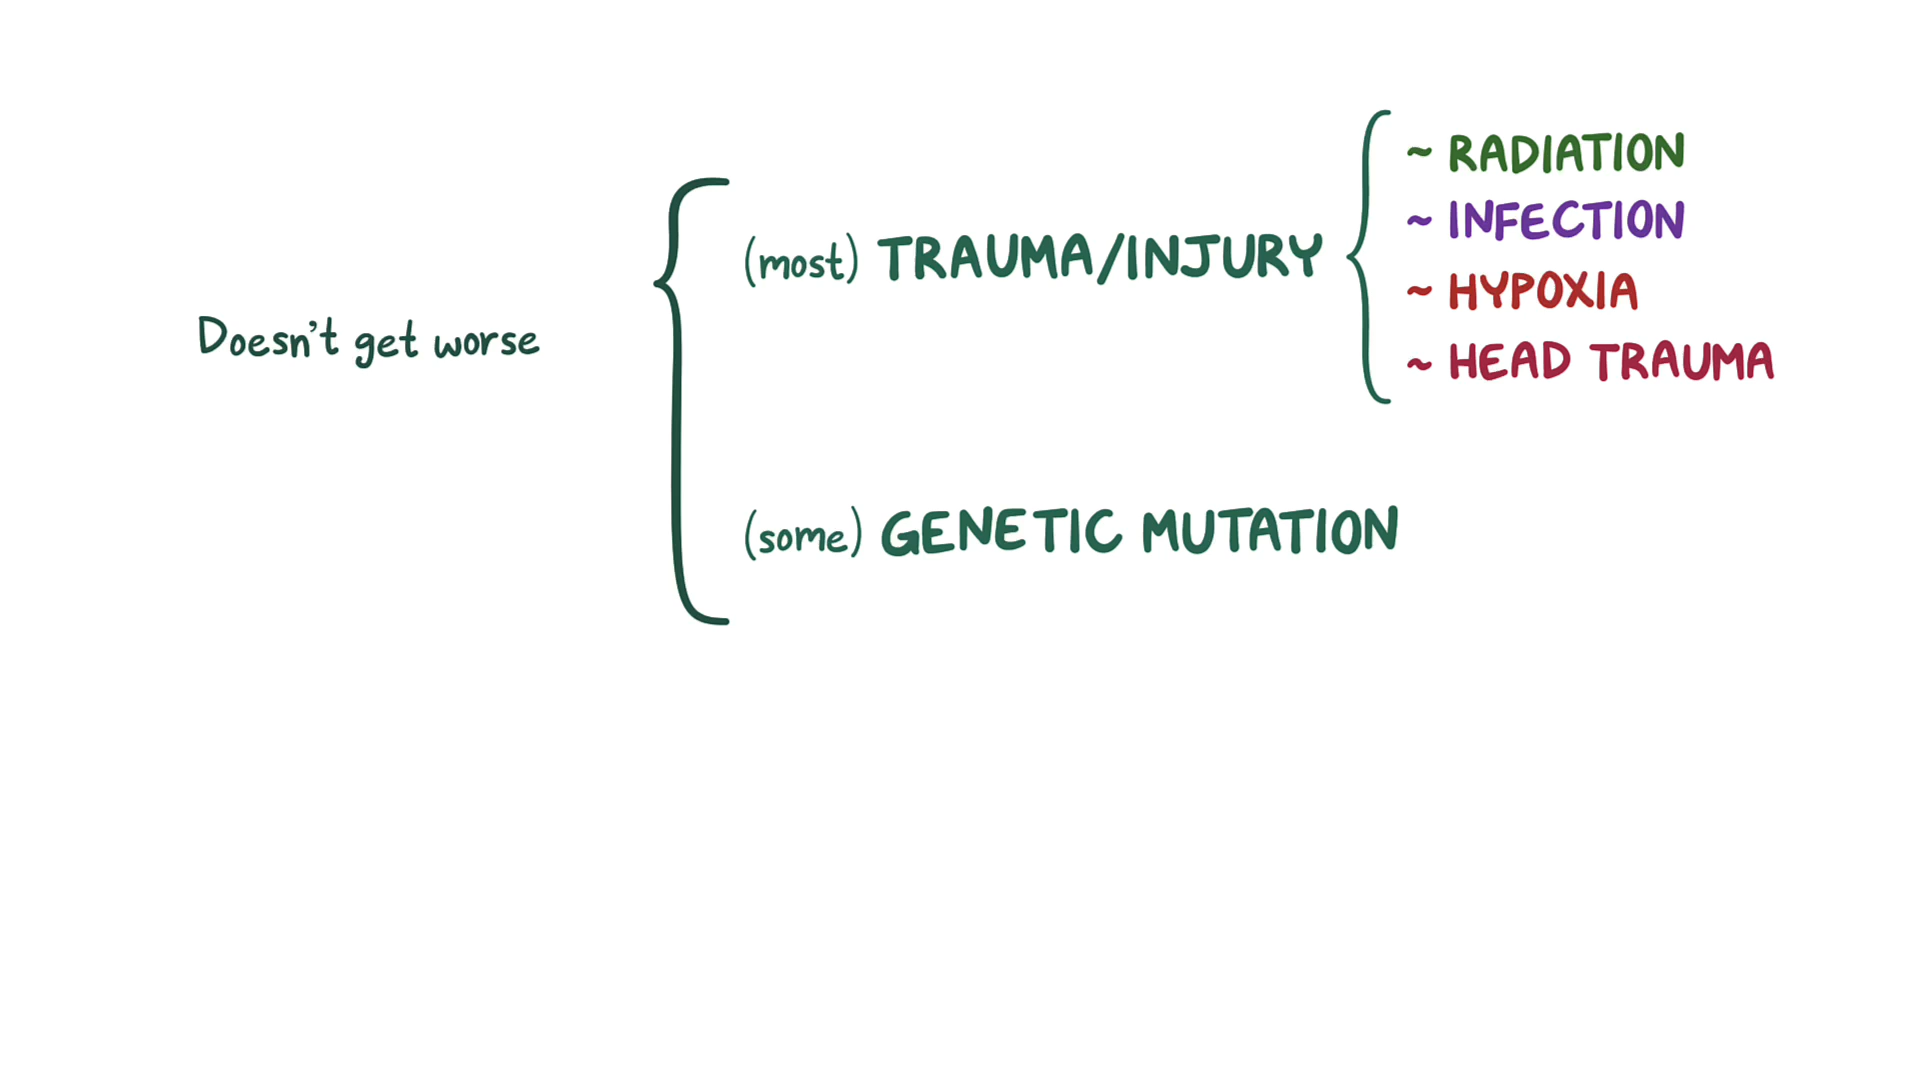 Doesn't get worse
(most) TRAUMA/INJURY
~ RADIATION
~ INFECTION
~ HYPOXIA
~ HEAD TRAUMA
(some) GENETIC MUTATION